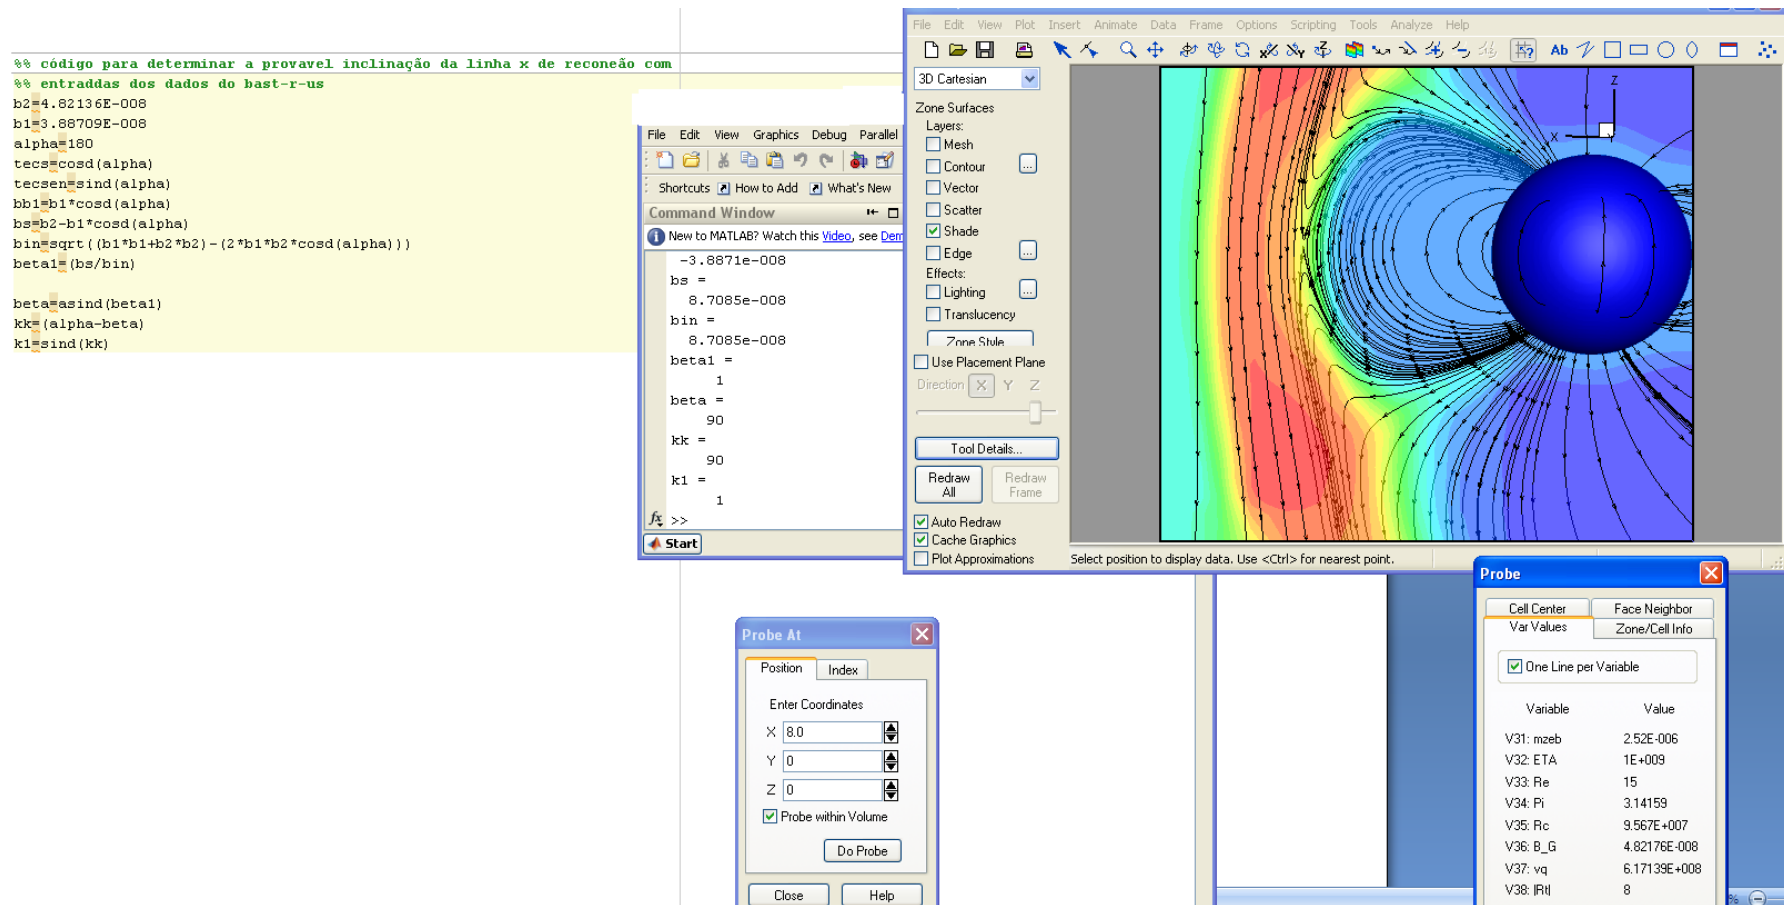 %% código para determinar a provavel inclinação da linha x de reconeão com
%% entraddas dos dados do bast-r-us
b2=4.82136E-008
b1=3.88709E-008
alpha=180
tecs=cosd(alpha)
tecsen=sind(alpha)
bb1=b1*cosd(alpha)
bs=b2-b1*cosd(alpha)
bin=sqrt((b1*b1+b2*b2)-(2*b1*b2*cosd(alpha)))
beta1=(bs/bin)
beta=asind(beta1)
kk=(alpha-beta)
k1=sind(kk)
File Edit View Graphics Debug Parallel
Shortcuts How to Add What's New
Command Window
New to MATLAB? Watch this Video, see Dem
-3.8871e-008
bs =
8.7085e-008
bin =
8.7085e-008
beta1 =
1
beta =
90
kk =
90
k1 =
1
fx >>
Start
File Edit View Plot Insert Animate Data Frame Options Scripting Tools Analyze Help
Ab
3D Cartesian
Zone Surfaces
Layers:
Mesh
Contour ...
Vector
Scatter
Shade
Edge ...
Effects:
Lighting ...
Translucency
Zone Style
Use Placement Plane
Direction X Y Z
Tool Details...
Redraw All
Redraw Frame
Auto Redraw
Cache Graphics
Plot Approximations
Z
X
Y
Select position to display data. Use <Ctrl> for nearest point.
Probe At
Position Index
Enter Coordinates
X 8.0
Y 0
Z 0
Probe within Volume
Do Probe
Close Help
Probe
Cell Center Face Neighbor
Var Values Zone/Cell Info
One Line per Variable
Variable Value
V31: mzeb 2.52E-006
V32: ETA 1E+009
V33: Re 15
V34: Pi 3.14159
V35: Rc 9.567E+007
V36: B_G 4.82176E-008
V37: vq 6.17139E+008
V38: |Rt| 8
%